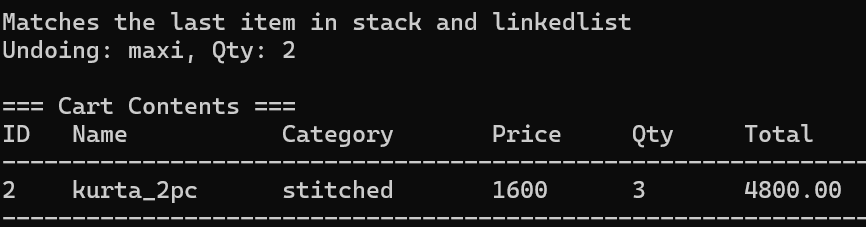 Matches the last item in stack and linkedlist
Undoing: maxi, Qty: 2
=== Cart Contents ===
ID Name Category Price Qty Total
--------------------------------------------------------------
2 kurta_2pc stitched 1600 3 4800.00
--------------------------------------------------------------